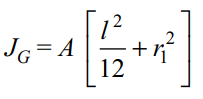 J_G = A [ l^2/12 + r_1^2 ]